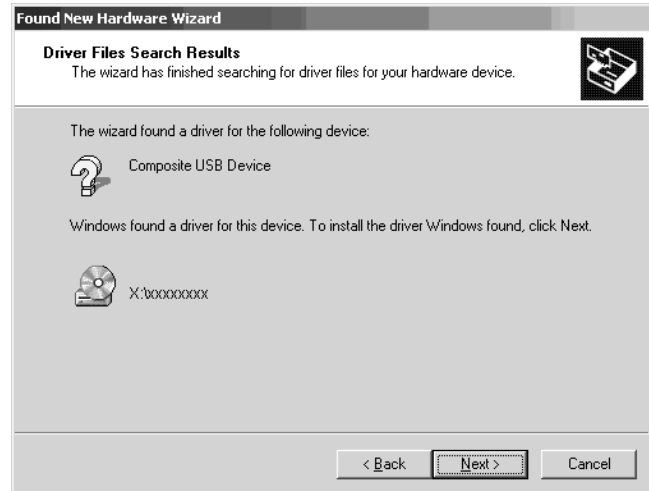 Found New Hardware Wizard
Driver Files Search Results
The wizard has finished searching for driver files for your hardware device.
The wizard found a driver for the following device:
Composite USB Device
Windows found a driver for this device. To install the driver Windows found, click Next.
X:\xxxxxxxx
< Back Next > Cancel